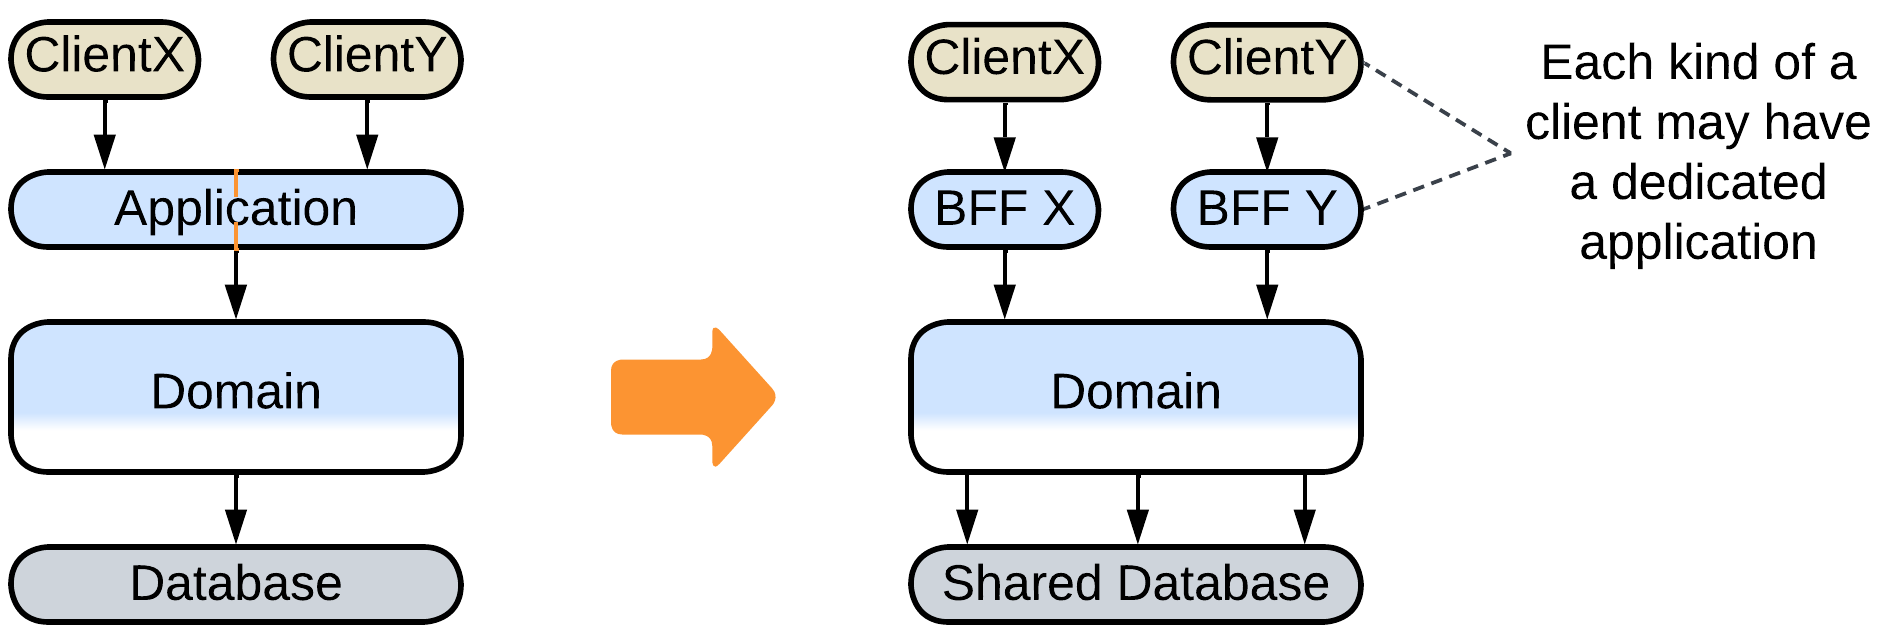 ClientX
ClientY
Application
Domain
Database
ClientX
ClientY
BFF X
BFF Y
Domain
Shared Database
Each kind of a
client may have
a dedicated
application